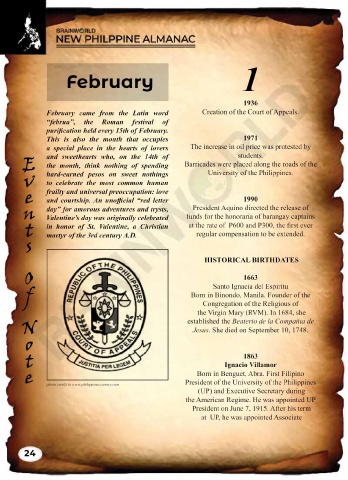 BRAINWORLD
NEW PHILPPINE ALMANAC
February
February came from the Latin word
"februa", the Roman festival of
purification held every 15th of February.
This is also the month that occupies
a special place in the hearts of lovers
and sweethearts who, on the 14th of
the month, think nothing of spending
hard-earned pesos on sweet nothings
to celebrate the most common human
frailty and universal preoccupation: love
and courtship. An unofficial "red letter
day" for amorous adventures and trysts,
Valentine's day was originally celebrated
in honor of St. Valentine, a Christian
martyr of the 3rd century A.D.
Events Of Note
REPUBLIC OF THE PHILIPPINES
COURT OF APPEALS
JUSTITIA PER LEGEM
1
1936
Creation of the Court of Appeals.
1971
The increase in oil price was protested by
students.
Barricades were placed along the roads of the
University of the Philippines.
1990
President Aquino directed the release of
funds for the honoraria of barangay captains
at the rate of P600 and P300, the first ever
regular compensation to be extended.
HISTORICAL BIRTHDATES
1663
Santo Ignacia del Espiritu
Born in Binondo, Manila. Founder of the
Congregation of the Religious of
the Virgin Mary (RVM). In 1684, she
established the Beaterio de la Compañia de
Jesus. She died on September 10, 1748.
1863
Ignacio Villamor
Born in Benguet, Abra. First Filipino
President of the University of the Philippines
(UP) and Executive Secretary during
the American Regime. He was appointed UP
President on June 7, 1915. After his term
at UP, he was appointed Associate
24